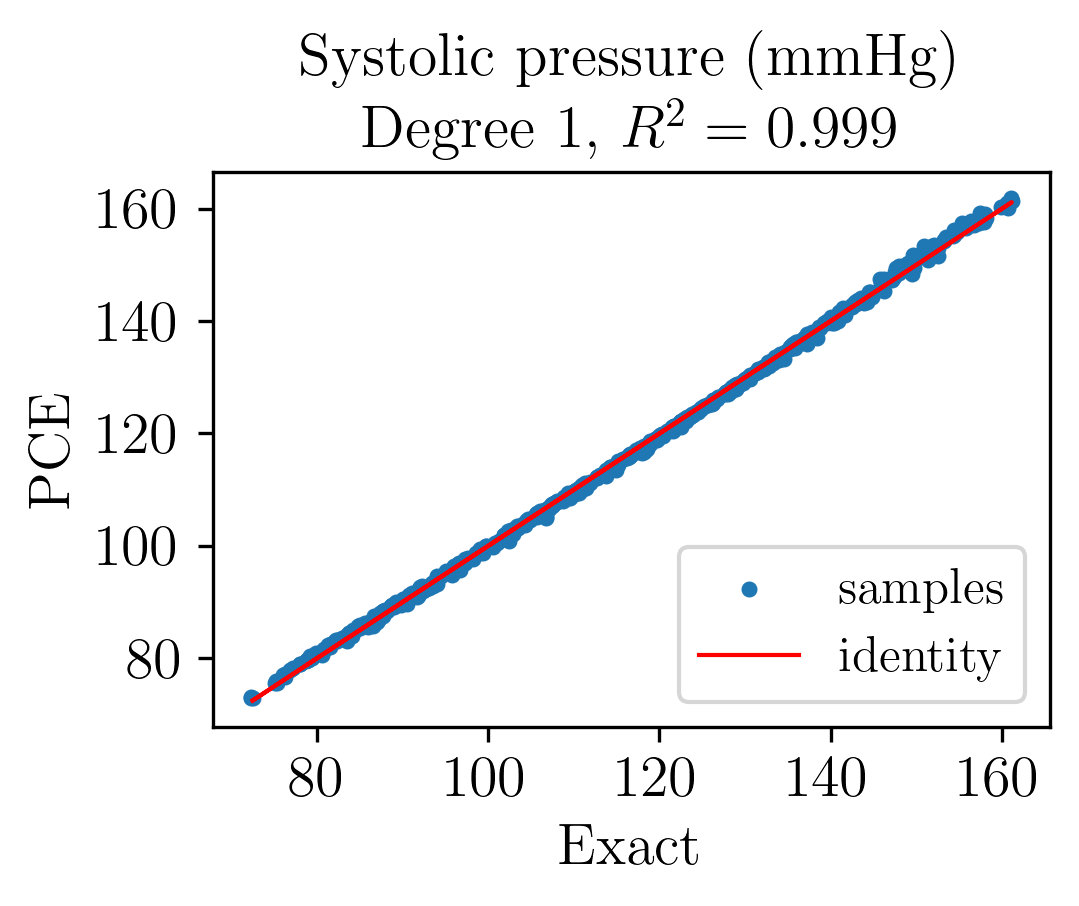 Systolic pressure (mmHg)
Degree 1, R² = 0.999
160
140
120
100
80
PCE
samples
identity
80 100 120 140 160
Exact